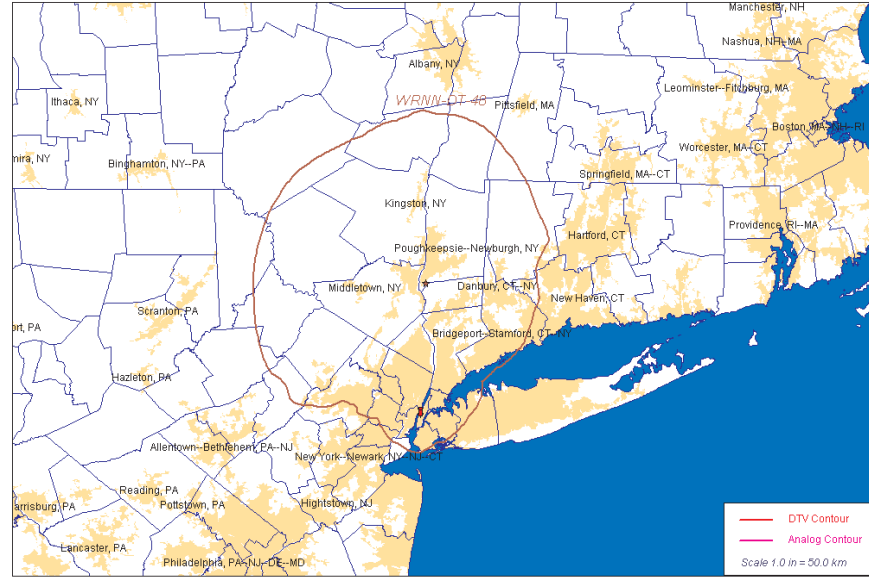 Manchester, NH
Nashua, NH--MA
Albany, NY
Leominster--Fitchburg, MA
Ithaca, NY
WRNN-DT 48
Pittsfield, MA
Boston, MA--NH--RI
Worcester, MA--CT
mira, NY
Binghamton, NY--PA
Springfield, MA--CT
Kingston, NY
Providence, RI--MA
Hartford, CT
Poughkeepsie--Newburgh, NY
Middletown, NY
Danbury, CT--NY
New Haven, CT
Scranton, PA
ort, PA
Bridgeport--Stamford, CT--NY
Hazleton, PA
Allentown--Bethlehem, PA--NJ
New York--Newark, NY--NJ--CT
Reading, PA
Hightstown, NJ
arrisburg, PA
Pottstown, PA
Lancaster, PA
Philadelphia, PA--NJ--DE--MD
DTV Contour
Analog Contour
Scale 1.0 in = 50.0 km